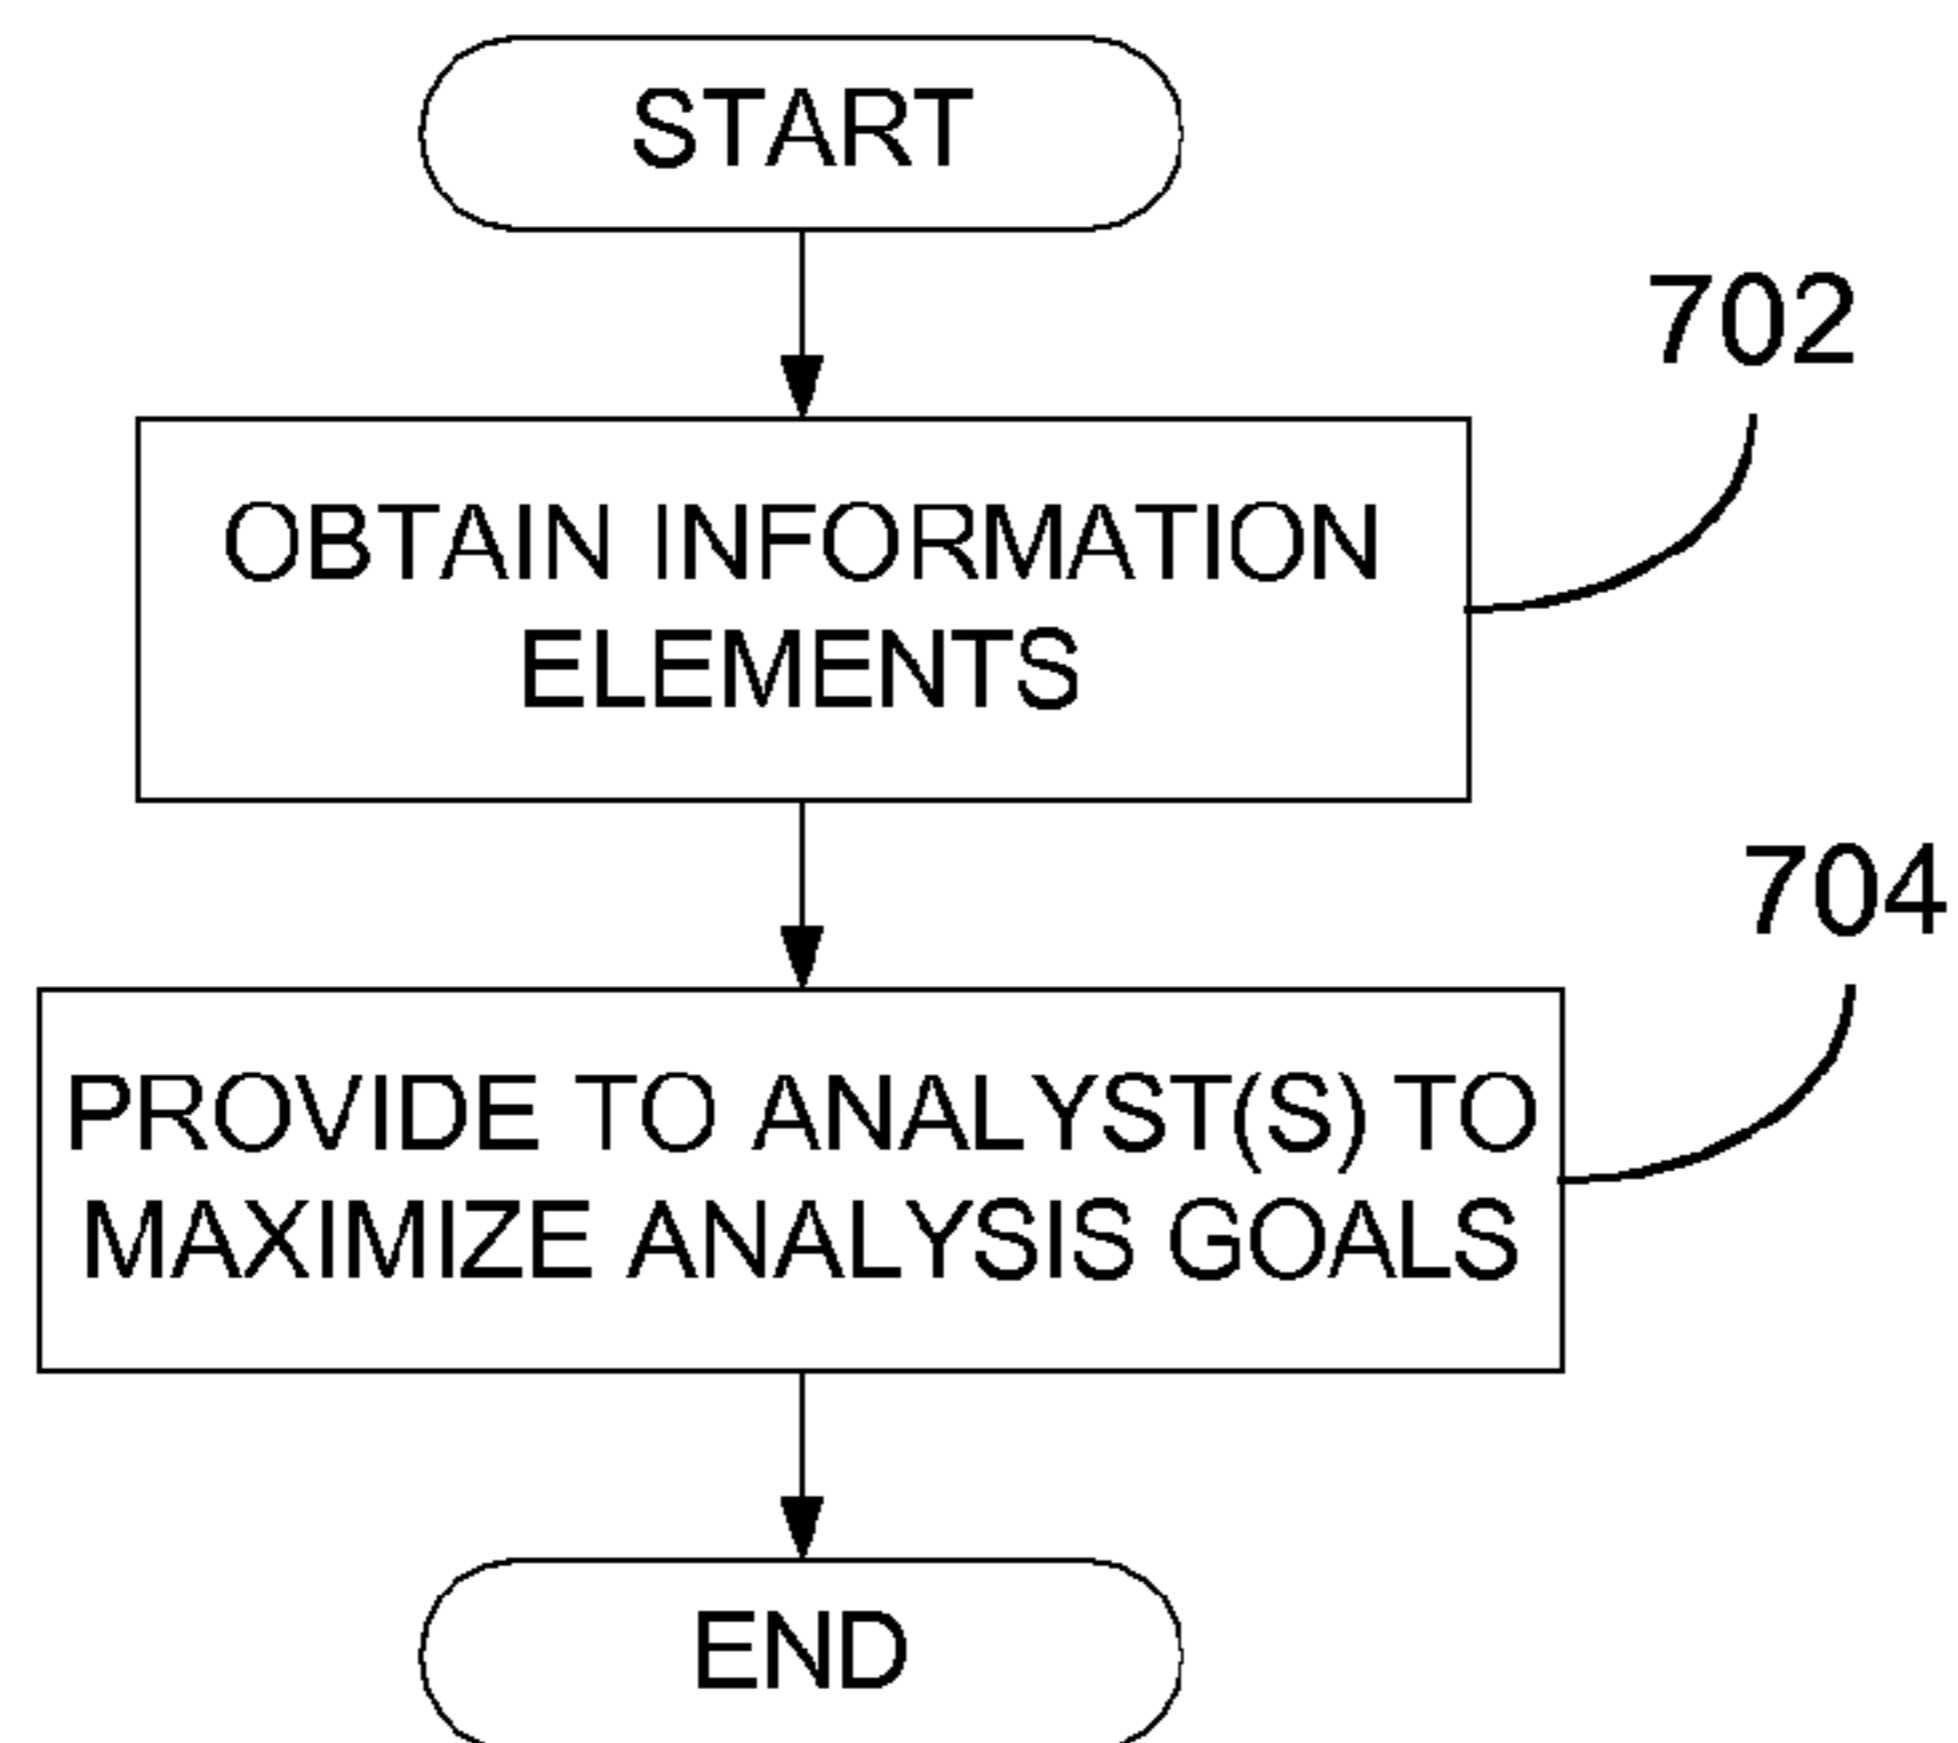 START
702
OBTAIN INFORMATION
ELEMENTS
704
PROVIDE TO ANALYST(S) TO
MAXIMIZE ANALYSIS GOALS
END